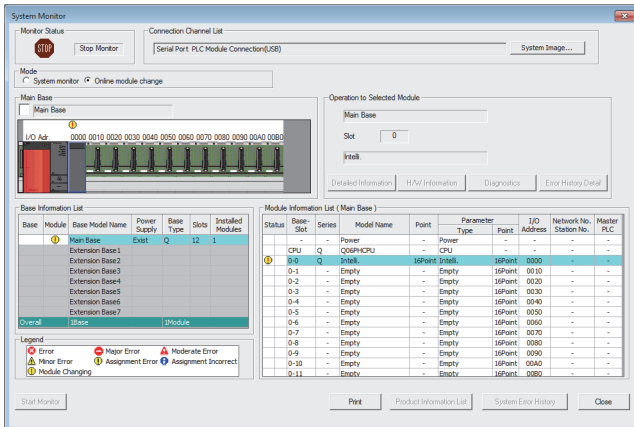 System Monitor
Monitor Status
STOP
Stop Monitor
Connection Channel List
Serial Port PLC Module Connection(USB)
System Image...
Mode
System monitor
Online module change
Main Base
Main Base
I/O Adr. 0000 0010 0020 0030 0040 0050 0060 0070 0080 0090 00A0 00B0
Operation to Selected Module
Main Base
Slot 0
Intelli.
Detailed Information
H/W Information
Diagnostics
Error History Detail
Base Information List
Base Module Base Model Name Power Supply Base Type Slots Installed Modules
Main Base Exist Q 12 1
Extension Base1
Extension Base2
Extension Base3
Extension Base4
Extension Base5
Extension Base6
Extension Base7
Overall 1Base 1Module
Legend
Error
Major Error
Moderate Error
Minor Error
Assignment Error
Assignment Incorrect
Module Changing
Module Information List ( Main Base )
Status Base-Slot Series Model Name Point Parameter Type Point I/O Address Network No. Station No. Master PLC
- - Power - Power - - - -
CPU Q Q06PHCPU - CPU - - - -
0-0 Q Intelli. 16Point Intelli. 16Point 0000 - -
0-1 - Empty - Empty 16Point 0010 - -
0-2 - Empty - Empty 16Point 0020 - -
0-3 - Empty - Empty 16Point 0030 - -
0-4 - Empty - Empty 16Point 0040 - -
0-5 - Empty - Empty 16Point 0050 - -
0-6 - Empty - Empty 16Point 0060 - -
0-7 - Empty - Empty 16Point 0070 - -
0-8 - Empty - Empty 16Point 0080 - -
0-9 - Empty - Empty 16Point 0090 - -
0-10 - Empty - Empty 16Point 00A0 - -
0-11 - Empty - Empty 16Point 00B0 - -
Start Monitor
Print
Product Information List
System Error History
Close